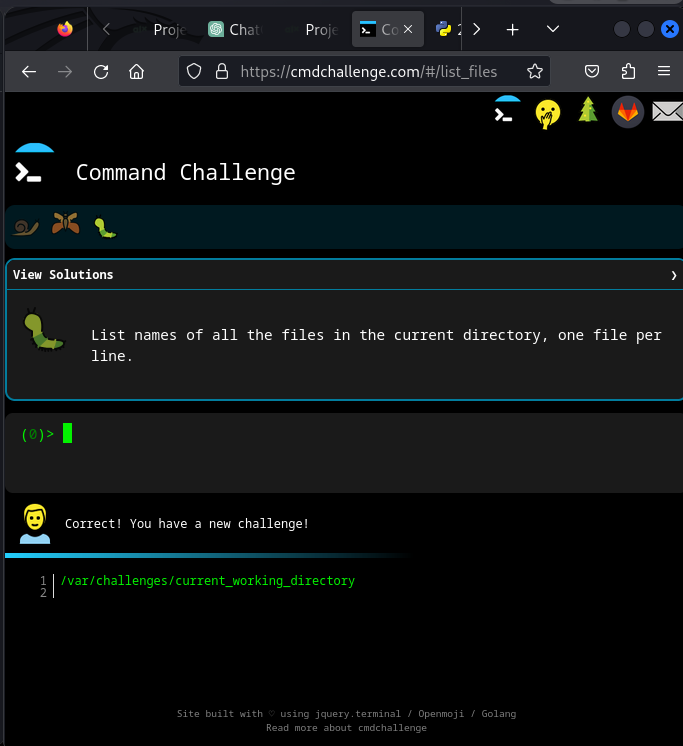 Proje
Chat
Proje
Co
2
https://cmdchallenge.com/#/list_files
Command Challenge
View Solutions
List names of all the files in the current directory, one file per
line.
(0)>
Correct! You have a new challenge!
1 /var/challenges/current_working_directory
2
Site built with ♡ using jquery.terminal / Openmoji / Golang
Read more about cmdchallenge